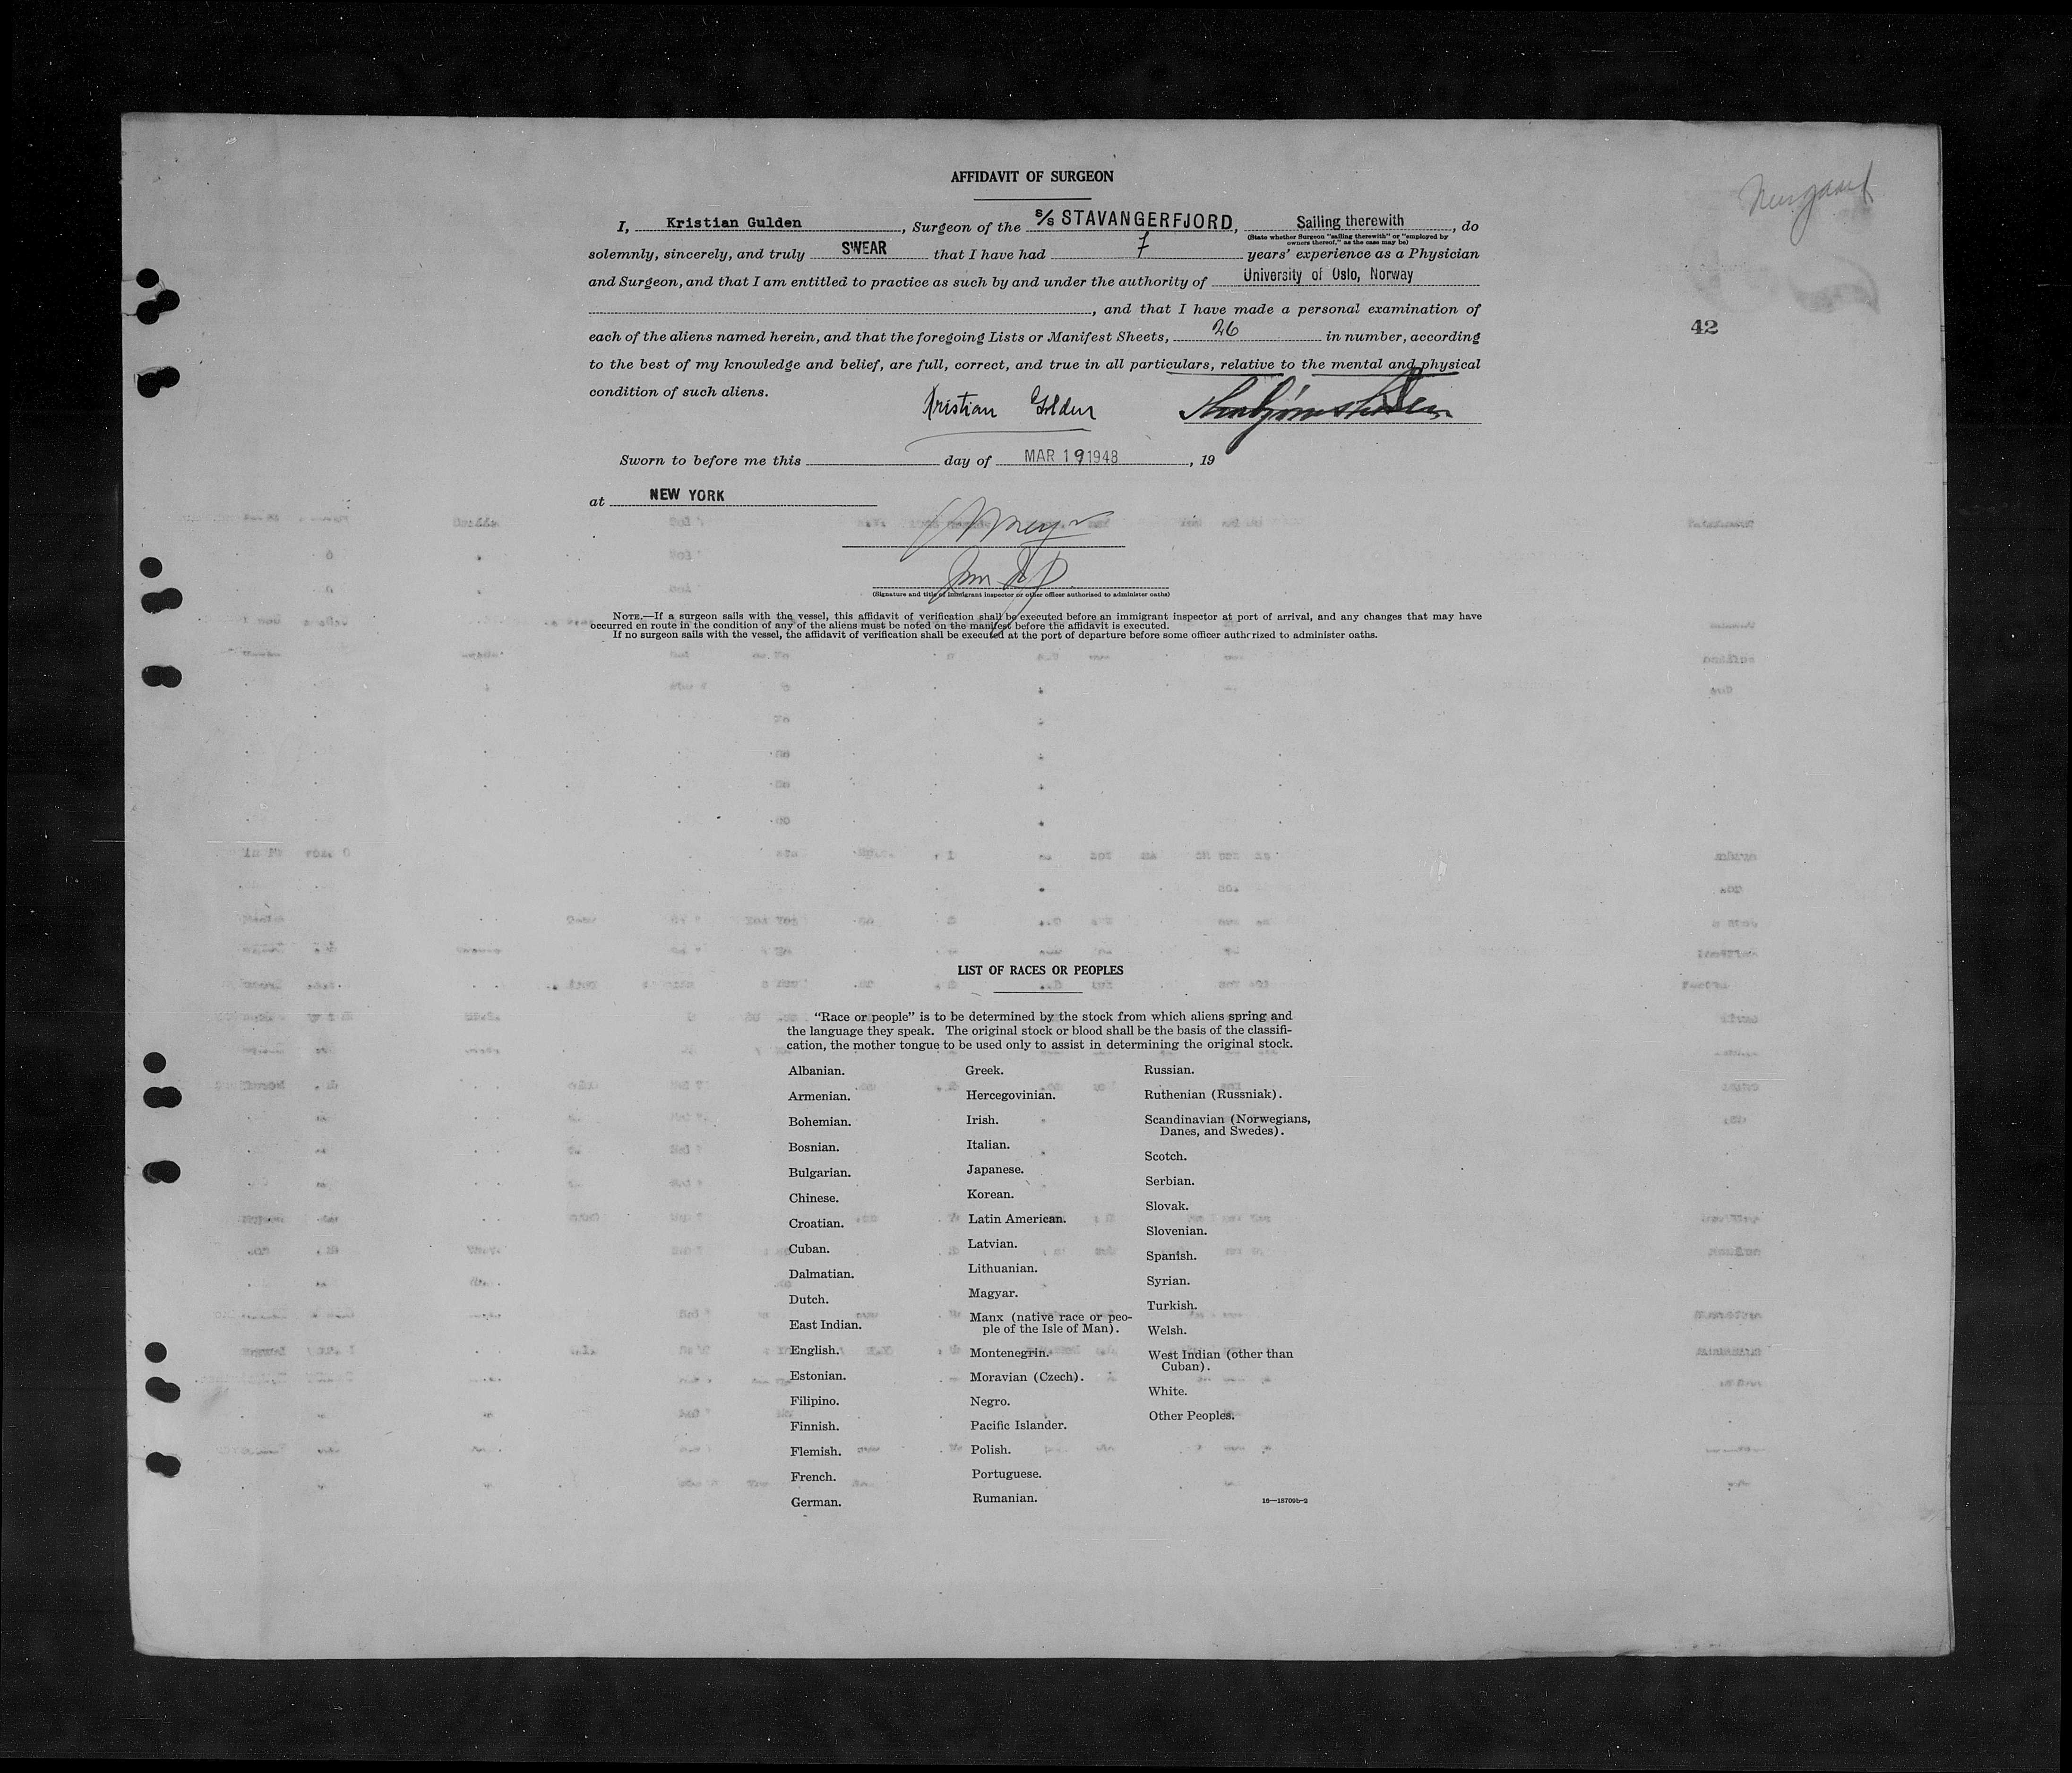 AFFIDAVIT OF SURGEON
I, Kristian Gulden, Surgeon of the S/S STAVANGERFJORD, Sailing therewith, do
(State whether Surgeon "sailing therewith" or "employed by
owners thereof," as the case may be)
solemnly, sincerely, and truly SWEAR that I have had 7 years' experience as a Physician
and Surgeon, and that I am entitled to practice as such by and under the authority of University of Oslo, Norway
, and that I have made a personal examination of
42
each of the aliens named herein, and that the foregoing Lists or Manifest Sheets, 26 in number, according
to the best of my knowledge and belief, are full, correct, and true in all particulars, relative to the mental and physical
condition of such aliens.
Kristian Gulden
Sworn to before me this day of MAR 19 1948, 19
at NEW YORK
(Signature and title of immigrant inspector or other officer authorized to administer oaths)
NOTE.—If a surgeon sails with the vessel, this affidavit of verification shall be executed before an immigrant inspector at port of arrival, and any changes that may have
occurred en route in the condition of any of the aliens must be noted on the manifest before the affidavit is executed.
If no surgeon sails with the vessel, the affidavit of verification shall be executed at the port of departure before some officer authorized to administer oaths.
LIST OF RACES OR PEOPLES
"Race or people" is to be determined by the stock from which aliens spring and
the language they speak. The original stock or blood shall be the basis of the classifi-
cation, the mother tongue to be used only to assist in determining the original stock.
Albanian.
Armenian.
Bohemian.
Bosnian.
Bulgarian.
Chinese.
Croatian.
Cuban.
Dalmatian.
Dutch.
East Indian.
English.
Estonian.
Filipino.
Finnish.
Flemish.
French.
German.
Greek.
Hercegovinian.
Irish.
Italian.
Japanese.
Korean.
Latin American.
Latvian.
Lithuanian.
Magyar.
Manx (native race or peo-
ple of the Isle of Man).
Montenegrin.
Moravian (Czech).
Negro.
Pacific Islander.
Polish.
Portuguese.
Rumanian.
Russian.
Ruthenian (Russniak).
Scandinavian (Norwegians,
Danes, and Swedes).
Scotch.
Serbian.
Slovak.
Slovenian.
Spanish.
Syrian.
Turkish.
Welsh.
West Indian (other than
Cuban).
White.
Other Peoples.
16—18709b-2